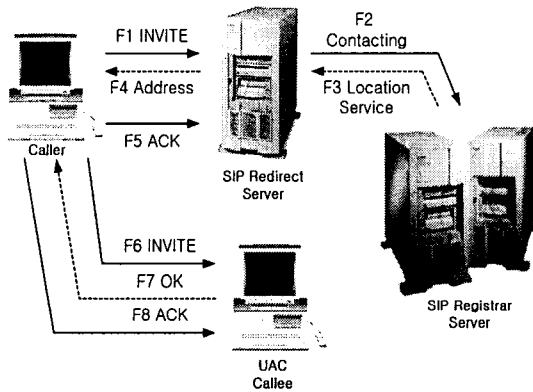 F1 INVITE
F2
Contacting
F4 Address
F3 Location
Service
F5 ACK
Caller
SIP Redirect
Server
F6 INVITE
F7 OK
SIP Registrar
Server
F8 ACK
UAC
Callee